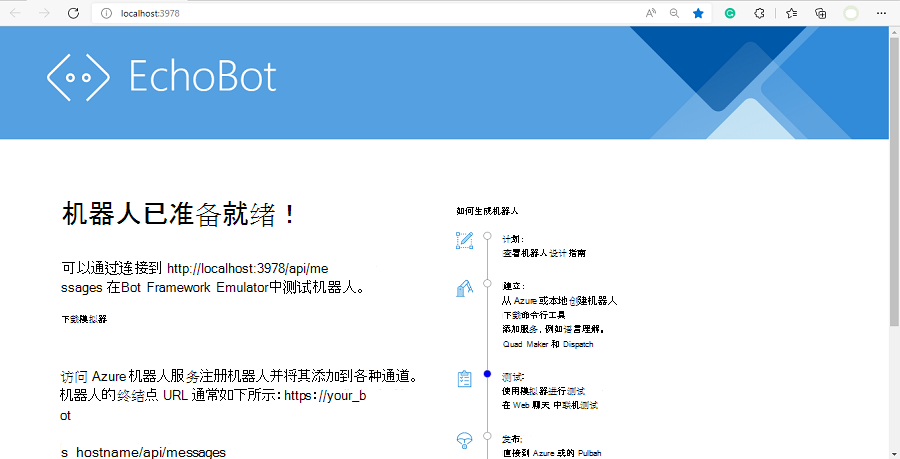 localhost:3978
EchoBot
机器人已准备就绪！
可以通过连接到 http://localhost:3978/api/me
ssages 在Bot Framework Emulator中测试机器人。
下载模拟器
访问 Azure 机器人服务注册机器人并将其添加到各种通道。
机器人的终结点 URL 通常如下所示：https://your_b
ot
s_hostname/api/messages
如何生成机器人
计划：
查看机器人设计指南
建立：
从 Azure 或本地创建机器人
下载命令行工具
添加服务，例如语言理解。
Quad Maker 和 Dispatch
测试：
使用模拟器进行测试
在 Web 聊天 中联机测试
发布；
直接到 Azure 或的 Pulbah